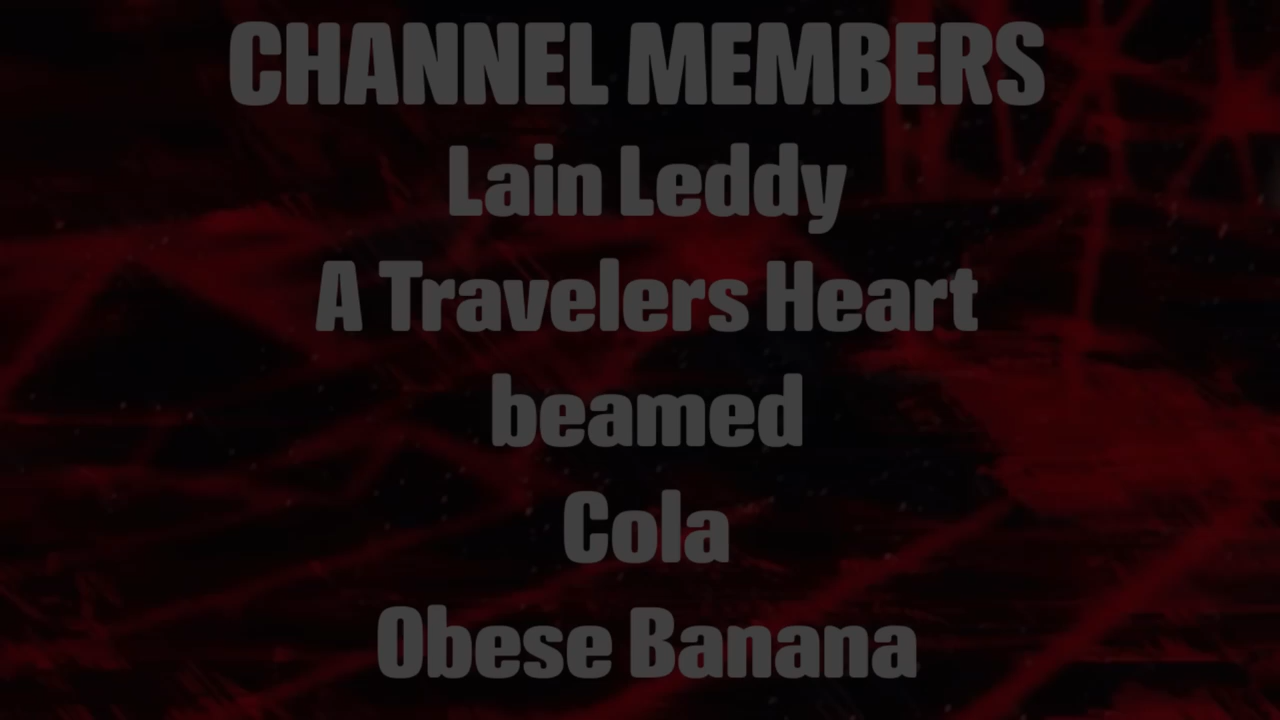 CHANNEL MEMBERS
Lain Leddy
A Travelers Heart
beamed
Cola
Obese Banana